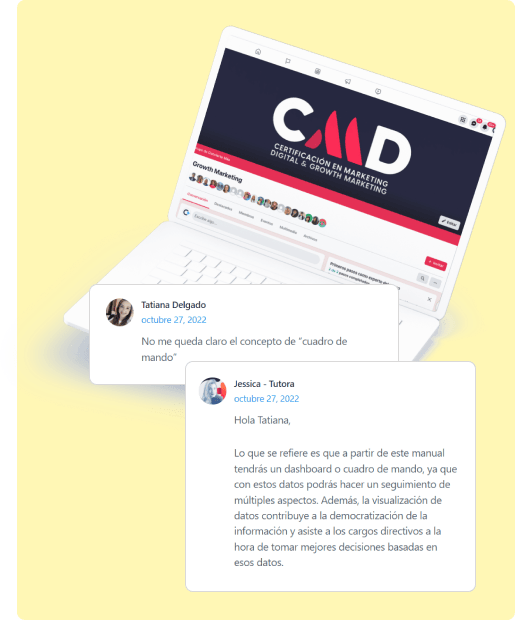 CMD
CERTIFICACIÓN EN MARKETING
DIGITAL & GROWTH MARKETING
Editar
Growth Marketing
+ Invitar
Tatiana Delgado
octubre 27, 2022
No me queda claro el concepto de “cuadro de
mando”
Jessica - Tutora
octubre 27, 2022
Hola Tatiana,
Lo que se refiere es que a partir de este manual
tendrás un dashboard o cuadro de mando, ya que
con estos datos podrás hacer un seguimiento de
múltiples aspectos. Además, la visualización de
datos contribuye a la democratización de la
información y asiste a los cargos directivos a la
hora de tomar mejores decisiones basadas en
esos datos.